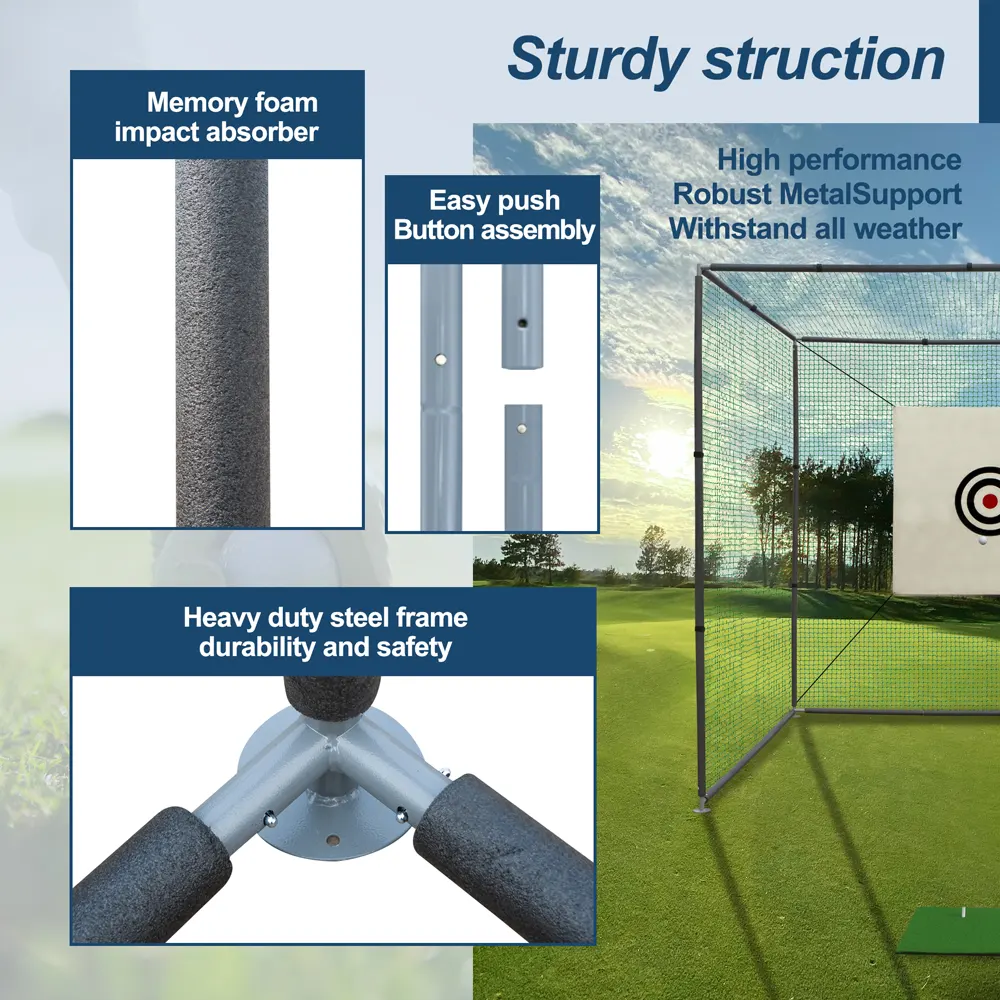 Sturdy struction
Memory foam
impact absorber
Easy push
Button assembly
High performance
Robust MetalSupport
Withstand all weather
Heavy duty steel frame
durability and safety